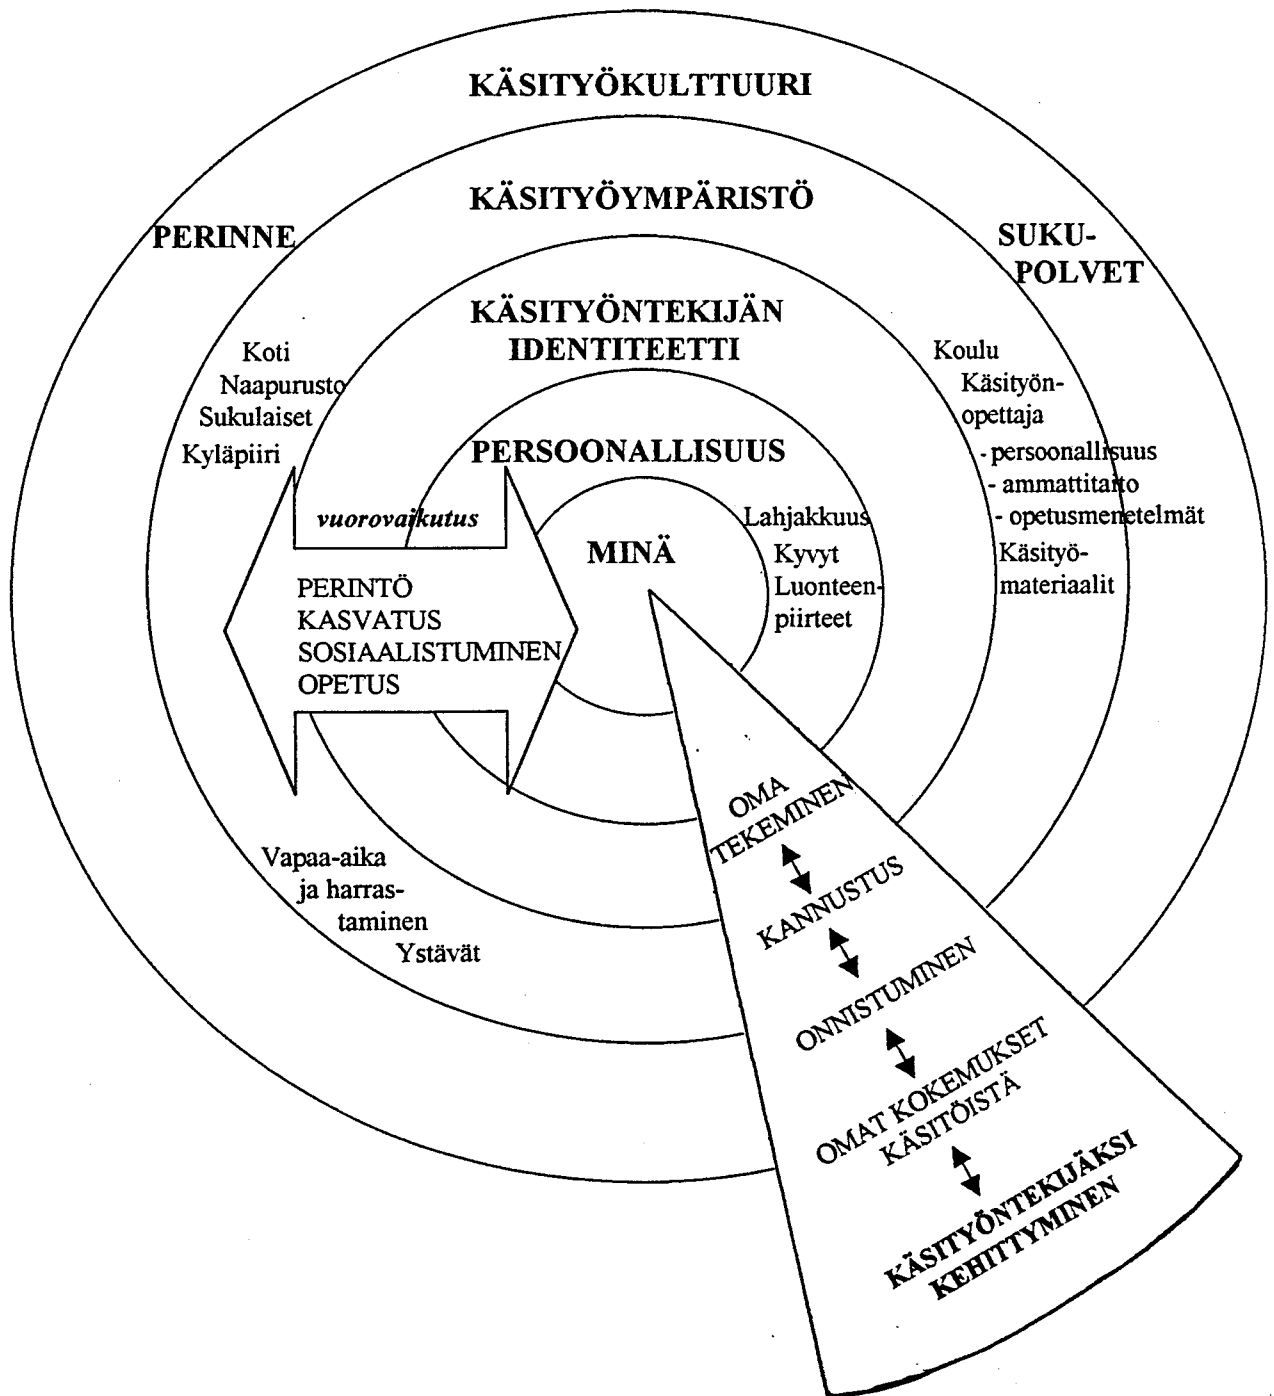 KÄSITYÖKULTTUURI
KÄSITYÖYMPÄRISTÖ
PERINNE
SUKU-
POLVET
KÄSITYÖNTEKIJÄN
IDENTITEETTI
Koti
Naapurusto
Sukulaiset
Kyläpiiri
Koulu
Käsityön-
opettaja
- persoonallisuus
- ammattitaito
- opetusmenetelmät
Käsityö-
materiaalit
PERSOONALLISUUS
Lahjakkuus
Kyvyt
Luonteen-
piirteet
MINÄ
vuorovaikutus
PERINTÖ
KASVATUS
SOSIAALISTUMINEN
OPETUS
Vapaa-aika
ja harras-
taminen
Ystävät
OMA
TEKEMINEN
KANNUSTUS
ONNISTUMINEN
OMAT KOKEMUKSET
KÄSITÖISTÄ
KÄSITYÖNTEKIJÄKSI
KEHITTYMINEN